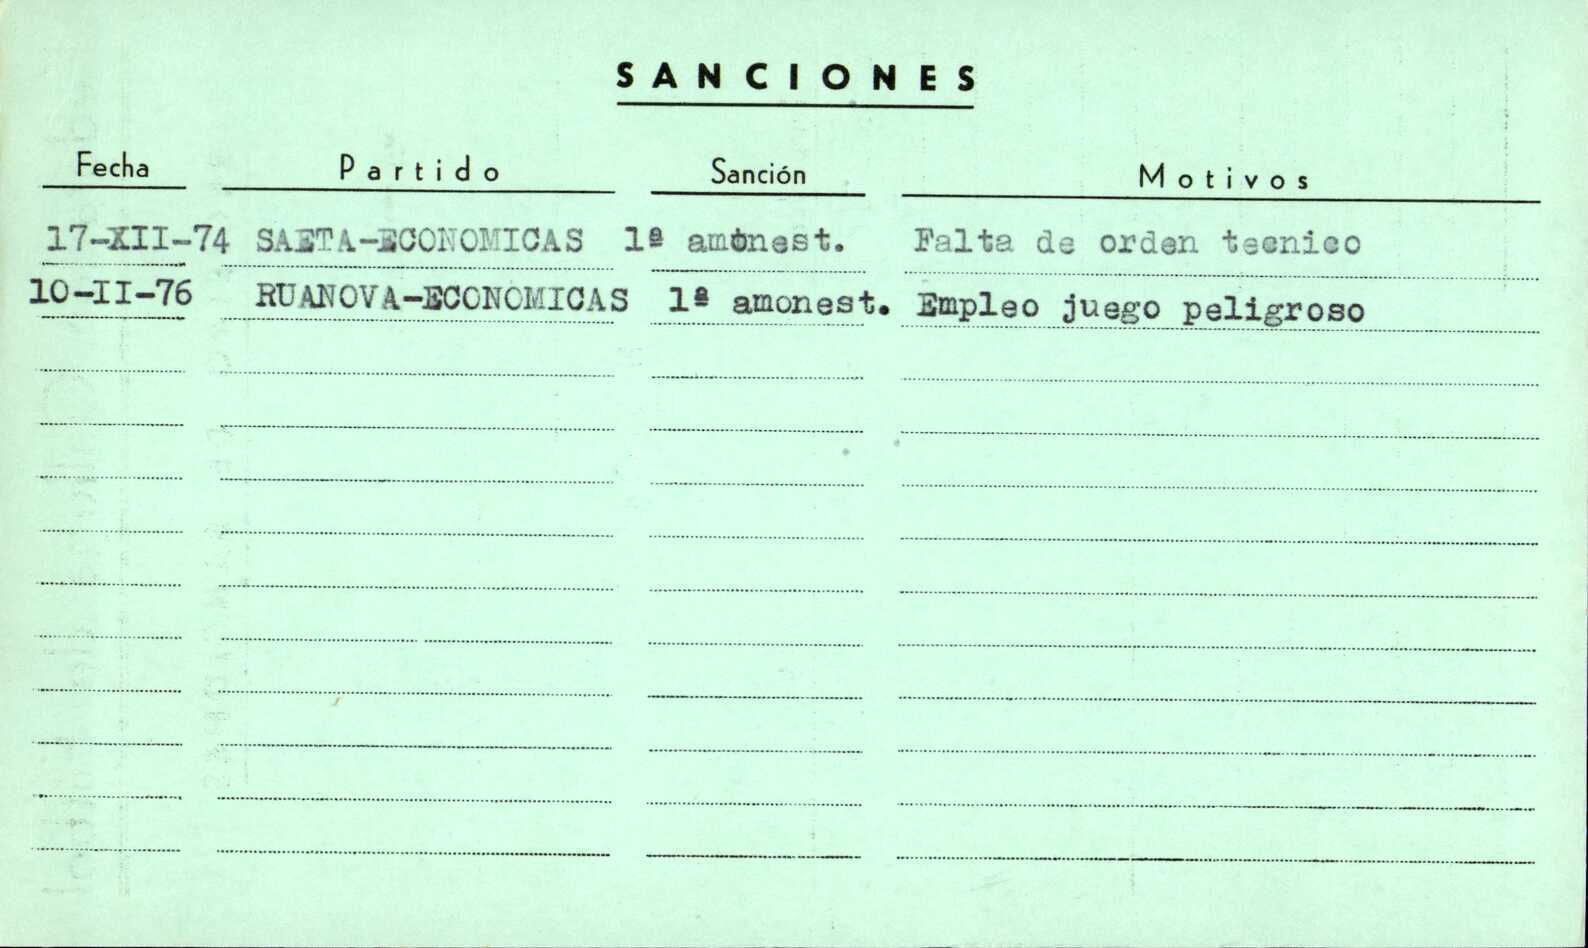 SANCIONES
Fecha Partido Sanción Motivos
17-XII-74 SAETA-ECONOMICAS 1ª amonest. Falta de orden tecnico
10-II-76 RUANOVA-ECONOMICAS 1ª amonest. Empleo juego peligroso